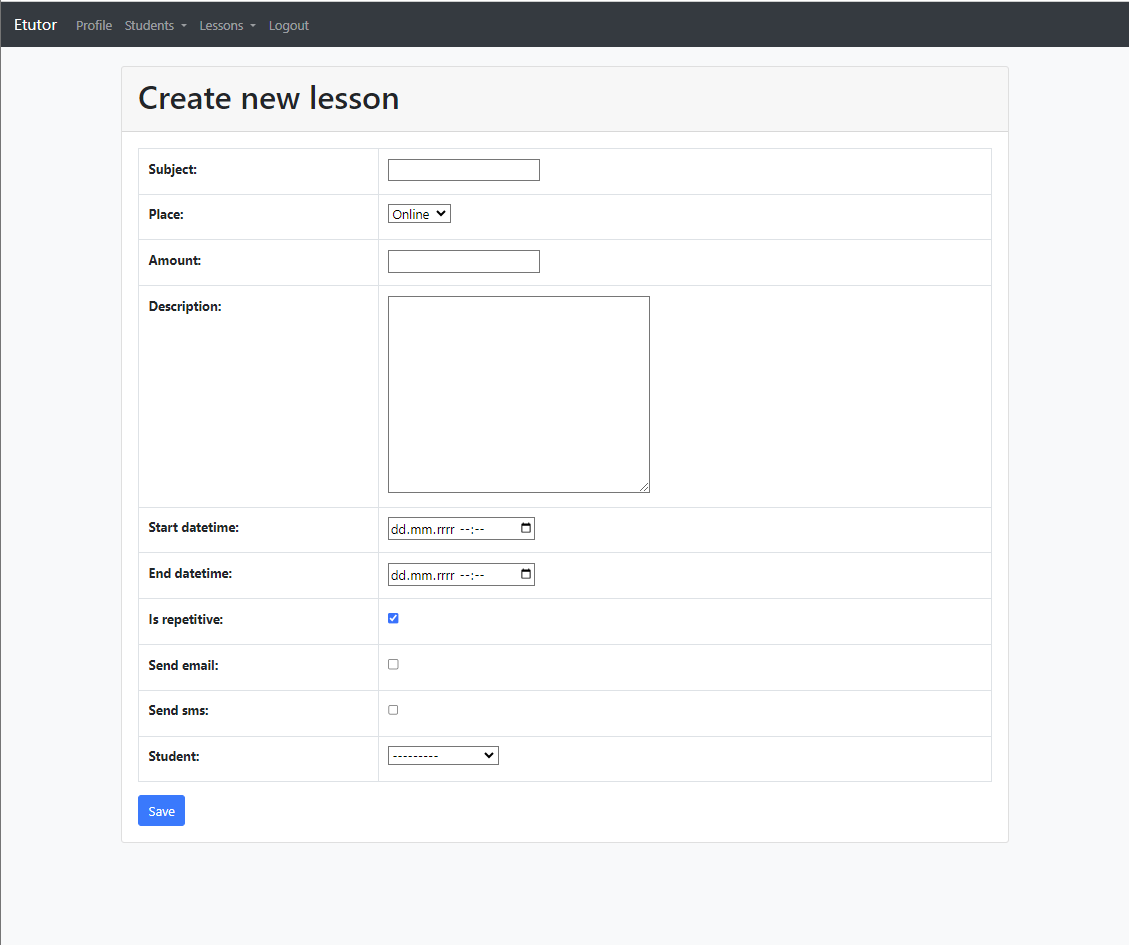 Etutor Profile Students Lessons Logout
Create new lesson
Subject:
Place: Online
Amount:
Description:
Start datetime: dd.mm.rrrr --:--
End datetime: dd.mm.rrrr --:--
Is repetitive:
Send email:
Send sms:
Student: ---------
Save